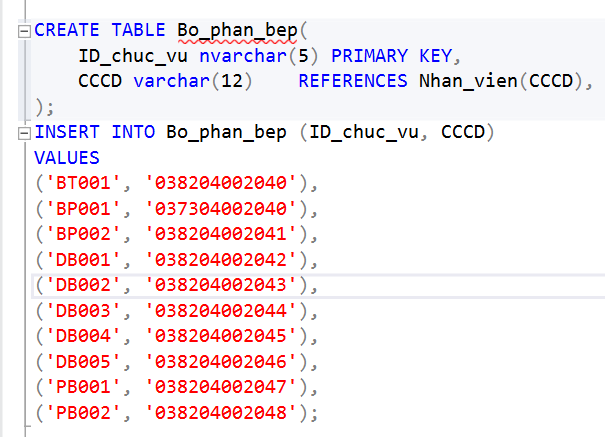 CREATE TABLE Bo_phan_bep(
ID_chuc_vu nvarchar(5) PRIMARY KEY,
CCCD varchar(12) REFERENCES Nhan_vien(CCCD),
);
INSERT INTO Bo_phan_bep (ID_chuc_vu, CCCD)
VALUES
('BT001', '038204002040'),
('BP001', '037304002040'),
('BP002', '038204002041'),
('DB001', '038204002042'),
('DB002', '038204002043'),
('DB003', '038204002044'),
('DB004', '038204002045'),
('DB005', '038204002046'),
('PB001', '038204002047'),
('PB002', '038204002048');